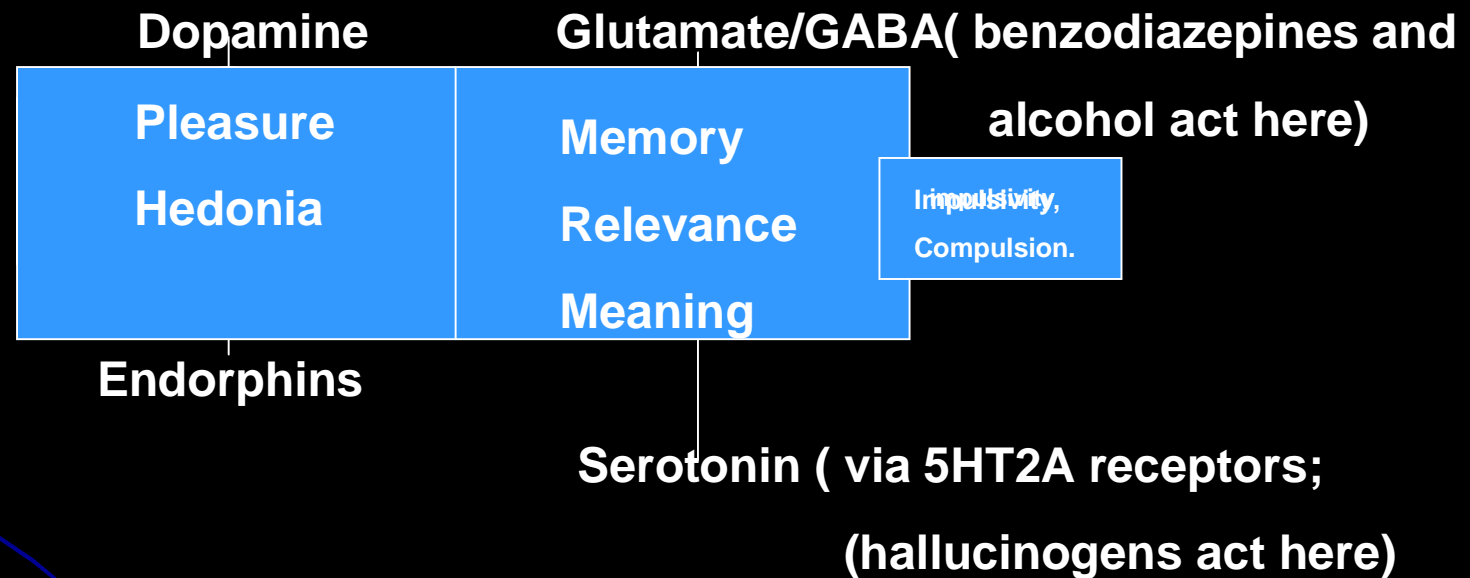 Dopamine
Glutamate/GABA( benzodiazepines and
alcohol act here)
Pleasure
Hedonia
Memory
Relevance
Meaning
Impulsivity,
Compulsion.
Endorphins
Serotonin ( via 5HT2A receptors;
(hallucinogens act here)